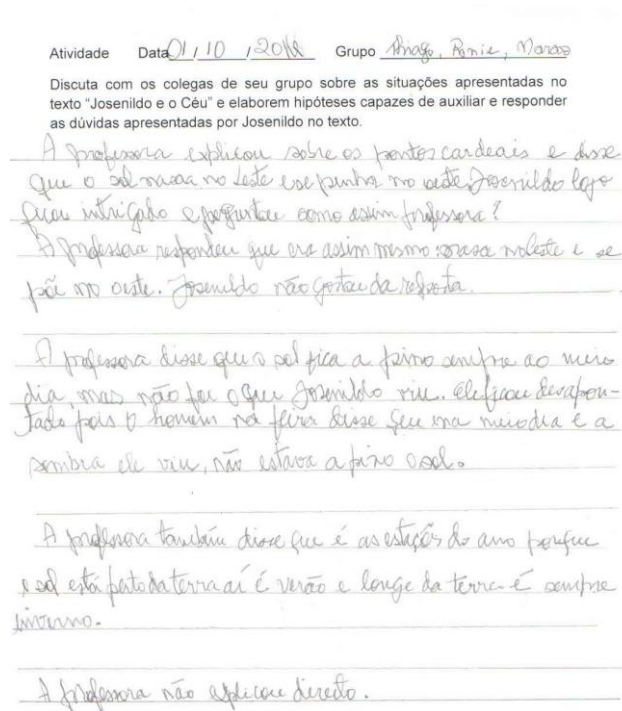 Atividade Data 01/10/2011 Grupo Thiago, Ronie, Marcos
Discuta com os colegas de seu grupo sobre as situações apresentadas no
texto "Josenildo e o Céu" e elaborem hipóteses capazes de auxiliar e responder
as dúvidas apresentadas por Josenildo no texto.
A professora explicou sobre os pontos cardeais e disse
que o sol nascia no leste e se punha no oeste. Josenildo logo
ficou intrigado e perguntou como assim professora?
A professora respondeu que era assim mesmo: nasce no leste e se
põe no oeste. Josenildo não gostou da resposta.
A professora disse que o sol fica a pino sempre ao meio
dia, mas não foi o que Josenildo viu. Ele ficou desapon-
tado pois o homem na feira disse que era meio dia e a
sombra ele viu, não estava a pino o sol.
A professora também disse que é as estações do ano porque
o sol está perto da terra aí é verão e longe da terra é sempre
inverno.
A professora não explicou direito.